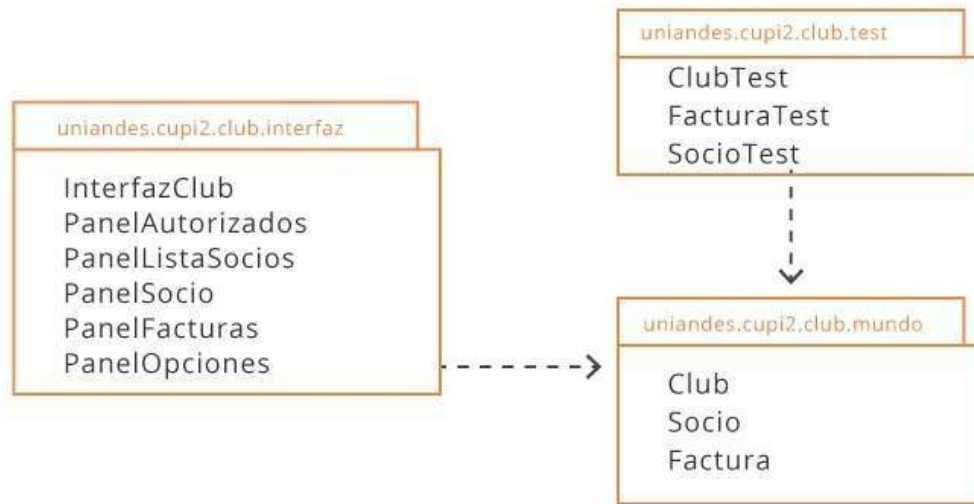 uniandes.cupi2.club.test
ClubTest
FacturaTest
SocioTest
uniandes.cupi2.club.interfaz
InterfazClub
PanelAutorizados
PanelListaSocios
PanelSocio
PanelFacturas
PanelOpciones
uniandes.cupi2.club.mundo
Club
Socio
Factura